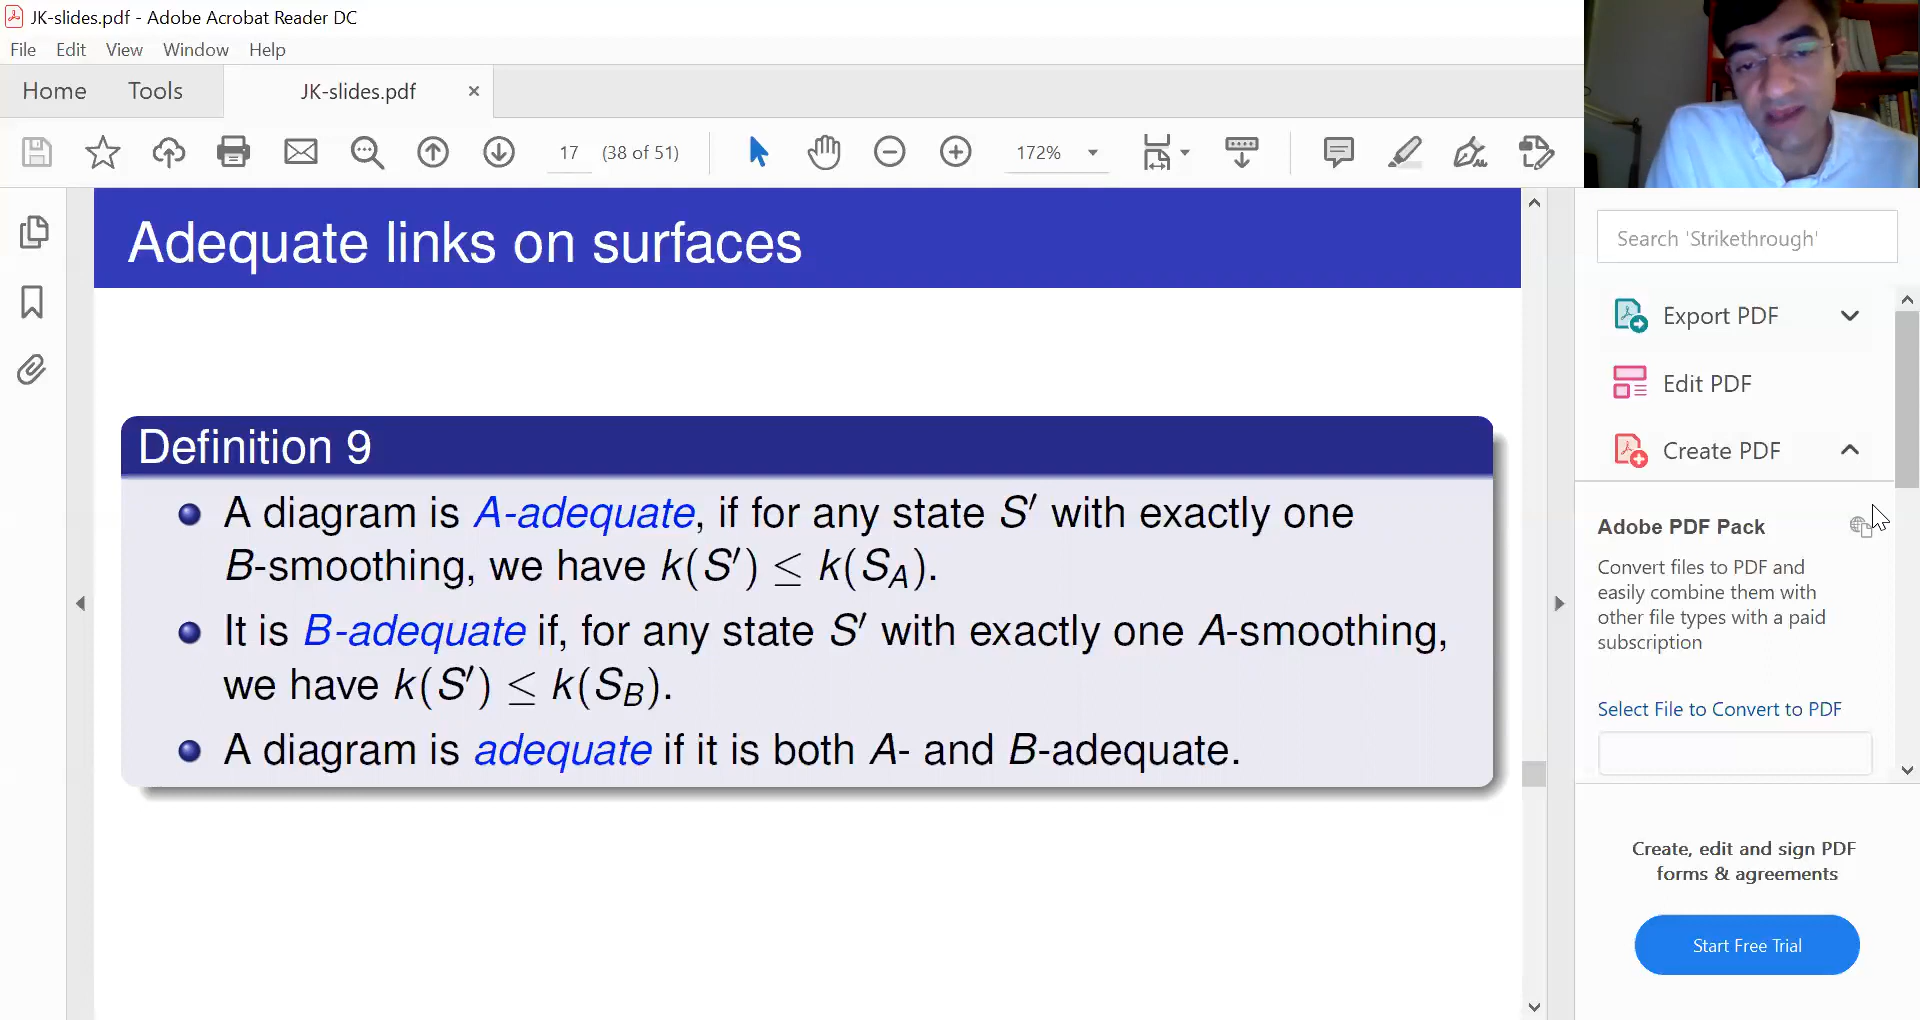 JK-slides.pdf - Adobe Acrobat Reader DC
File Edit View Window Help
Home Tools JK-slides.pdf ×
17 (38 of 51) 172%
Adequate links on surfaces
Definition 9
A diagram is A-adequate, if for any state S′ with exactly one
B-smoothing, we have k(S′) ≤ k(S_A).
It is B-adequate if, for any state S′ with exactly one A-smoothing,
we have k(S′) ≤ k(S_B).
A diagram is adequate if it is both A- and B-adequate.
Search 'Strikethrough'
Export PDF
Edit PDF
Create PDF
Adobe PDF Pack
Convert files to PDF and
easily combine them with
other file types with a paid
subscription
Select File to Convert to PDF
Create, edit and sign PDF
forms & agreements
Start Free Trial